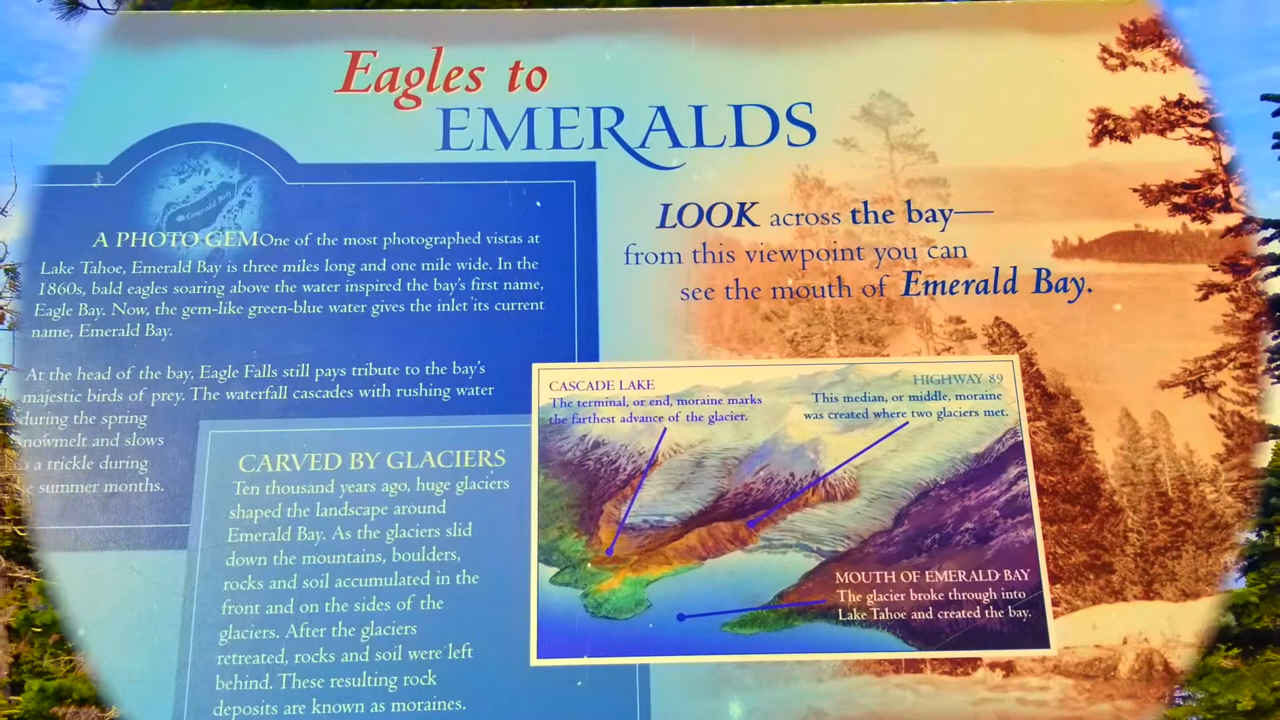 Eagles to
EMERALDS
Emerald Bay
A PHOTO GEM One of the most photographed vistas at
Lake Tahoe, Emerald Bay is three miles long and one mile wide. In the
1860s, bald eagles soaring above the water inspired the bay's first name,
Eagle Bay. Now, the gem-like green-blue water gives the inlet its current
name, Emerald Bay.
At the head of the bay, Eagle Falls still pays tribute to the bay's
majestic birds of prey. The waterfall cascades with rushing water
during the spring
nowmelt and slows
a trickle during
summer months.
LOOK across the bay—
from this viewpoint you can
see the mouth of Emerald Bay.
CARVED BY GLACIERS
Ten thousand years ago, huge glaciers
shaped the landscape around
Emerald Bay. As the glaciers slid
down the mountains, boulders,
rocks and soil accumulated in the
front and on the sides of the
glaciers. After the glaciers
retreated, rocks and soil were left
behind. These resulting rock
deposits are known as moraines.
CASCADE LAKE
The terminal, or end, moraine marks
the farthest advance of the glacier.
HIGHWAY 89
This median, or middle, moraine
was created where two glaciers met.
MOUTH OF EMERALD BAY
The glacier broke through into
Lake Tahoe and created the bay.